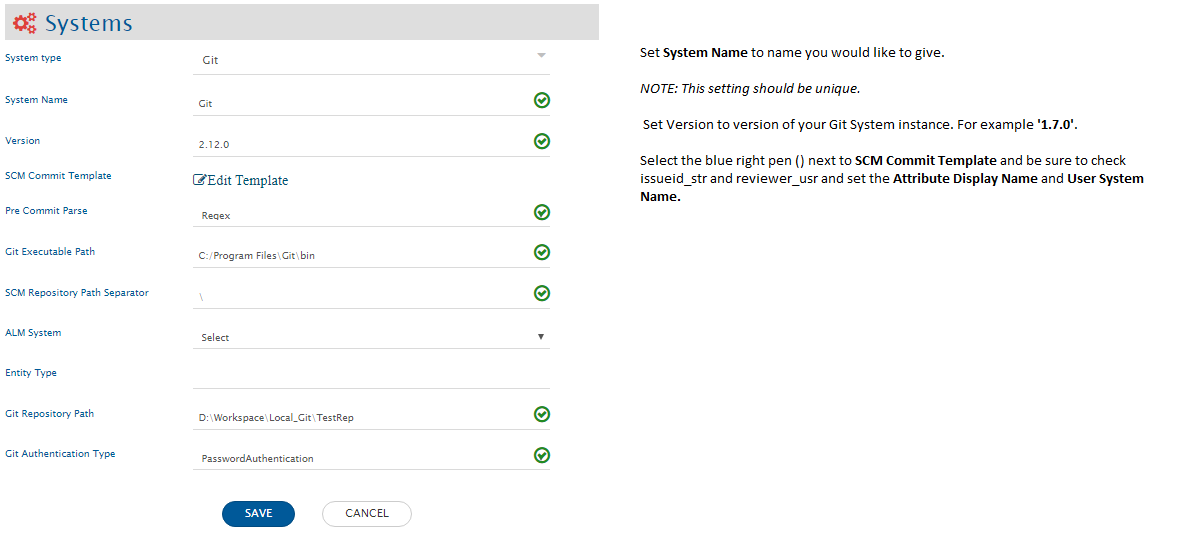 Systems
System type
Git
System Name
Git
Version
2.12.0
SCM Commit Template
Edit Template
Pre Commit Parse
Regex
Git Executable Path
C:/Program Files\Git\bin
SCM Repository Path Separator
\
ALM System
Select
Entity Type
Git Repository Path
D:\Workspace\Local_Git\TestRep
Git Authentication Type
PasswordAuthentication
SAVE
CANCEL
Set System Name to name you would like to give.
NOTE: This setting should be unique.
Set Version to version of your Git System instance. For example '1.7.0'.
Select the blue right pen () next to SCM Commit Template and be sure to check
issueid_str and reviewer_usr and set the Attribute Display Name and User System
Name.